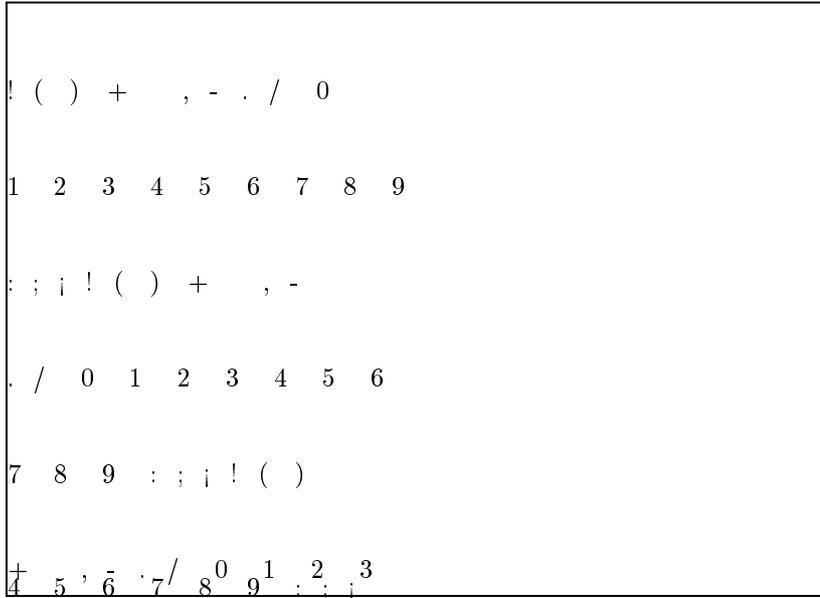 ! ( ) + , - . / 0
1 2 3 4 5 6 7 8 9
: ; ¡ ! ( ) + , -
. / 0 1 2 3 4 5 6
7 8 9 : ; ¡ ! ( )
+ , - . / 0 1 2 3
4 5 6 7 8 9 : ; ¡